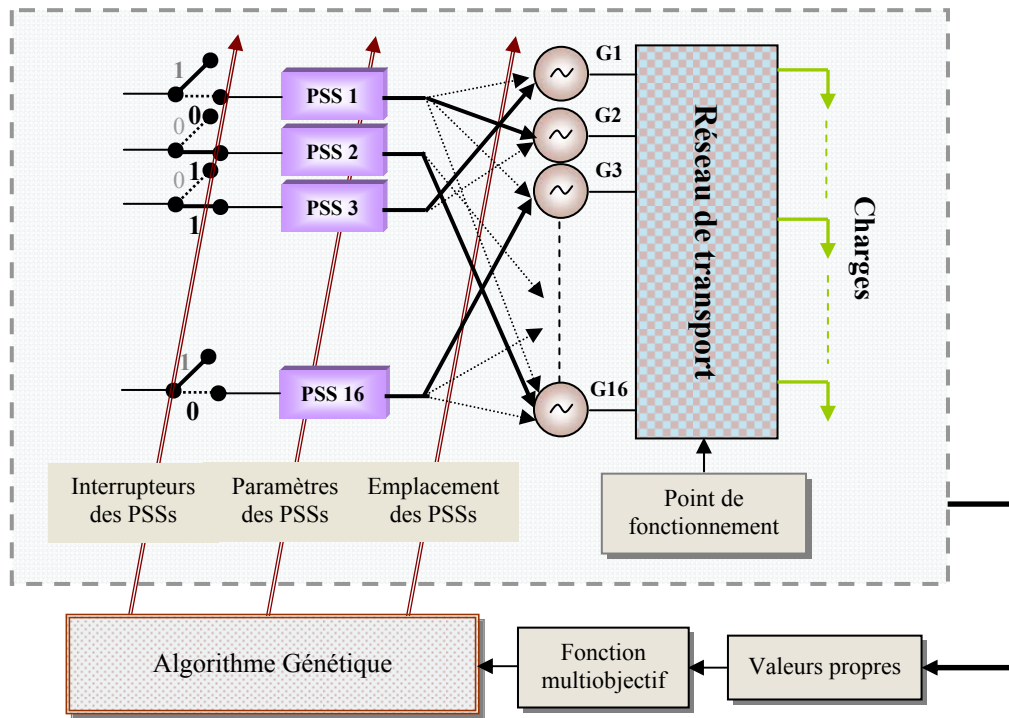 1
0
0
1
0
1
1
0
PSS 1
PSS 2
PSS 3
PSS 16
G1
G2
G3
G16
Réseau de transport
Charges
Interrupteurs
des PSSs
Paramètres
des PSSs
Emplacement
des PSSs
Point de
fonctionnement
Algorithme Génétique
Fonction
multiobjectif
Valeurs propres